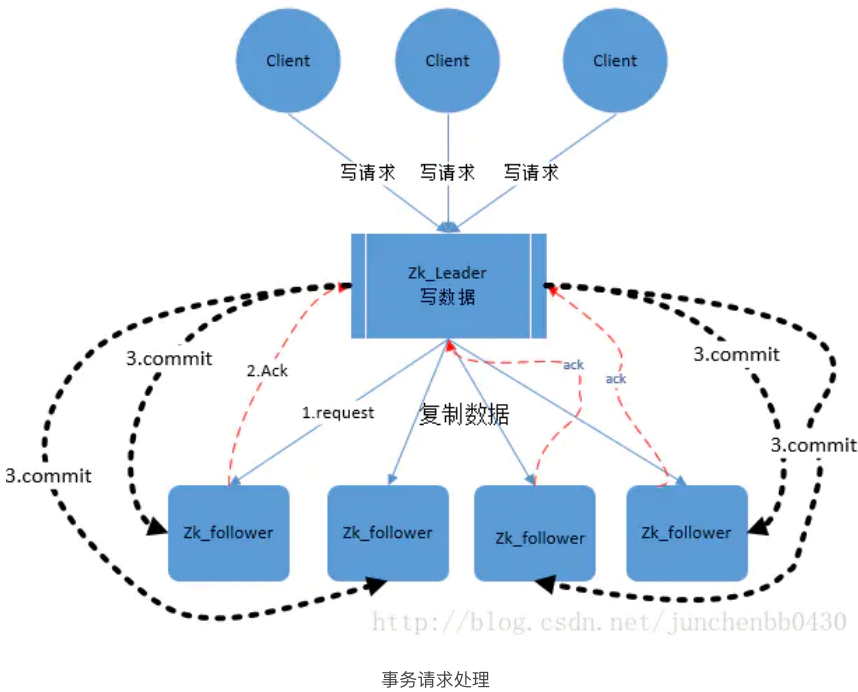 Client
Client
Client
写请求
写请求
写请求
Zk_Leader
写数据
3.commit
2.Ack
ack
ack
3.commit
1.request
复制数据
3.commit
3.commit
Zk_follower
Zk_follower
Zk_follower
Zk_follower
http://blog.csdn.net/junchenbb0430
事务请求处理